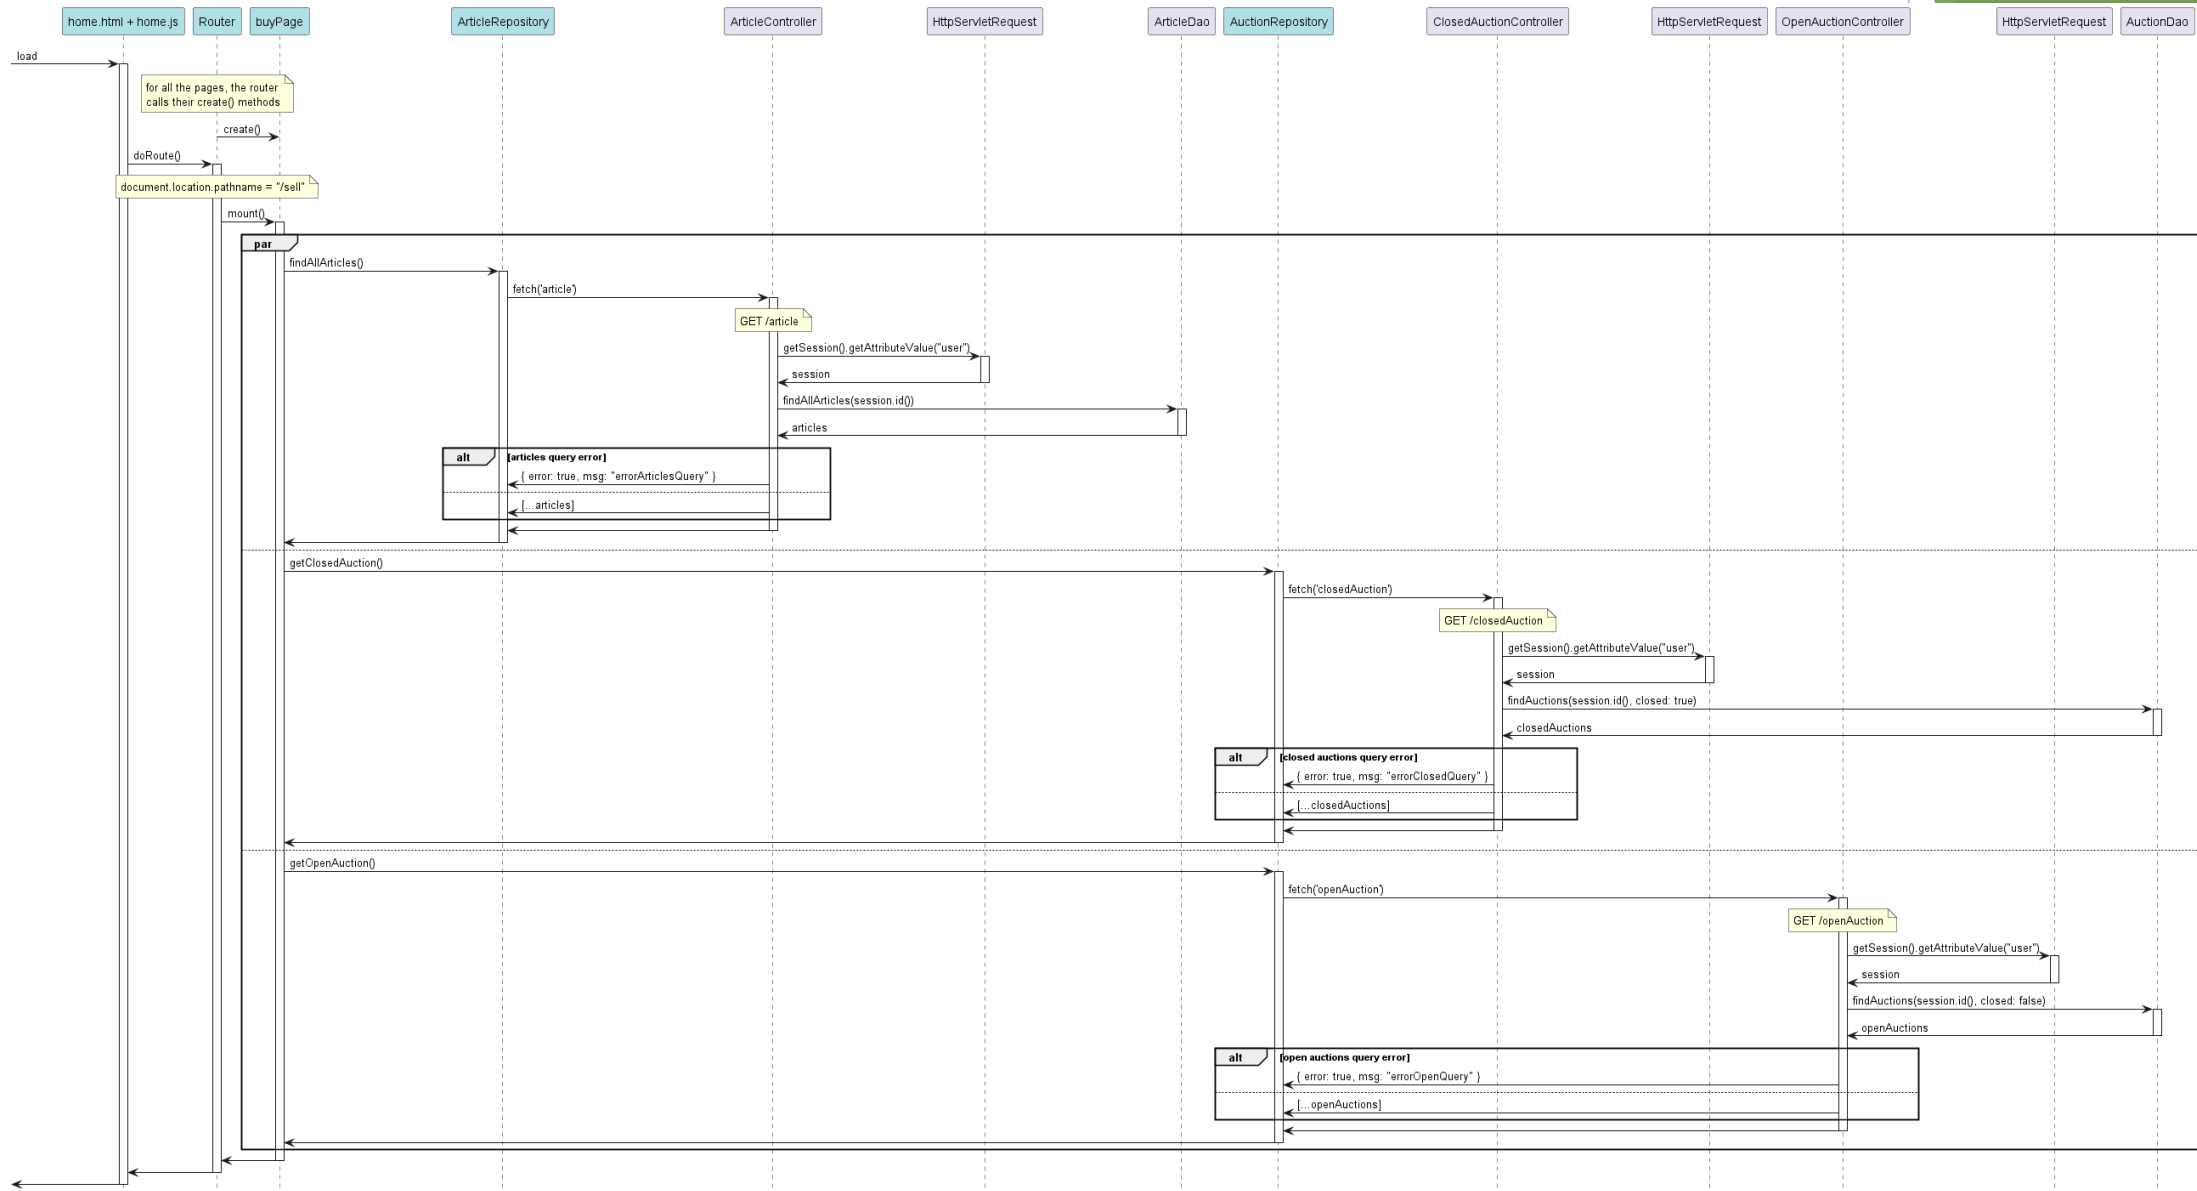 home.html + home.js
Router
buyPage
ArticleRepository
ArticleController
HttpServletRequest
ArticleDao
AuctionRepository
ClosedAuctionController
HttpServletRequest
OpenAuctionController
HttpServletRequest
AuctionDao
load
for all the pages, the router
calls their create() methods
create()
doRoute()
document.location.pathname = "/sell"
mount()
par
findAllArticles()
fetch('article')
GET /article
getSession().getAttributeValue("user")
session
findAllArticles(session.id())
articles
alt
[articles query error]
{ error: true, msg: "errorArticlesQuery" }
[...articles]
getClosedAuction()
fetch('closedAuction')
GET /closedAuction
getSession().getAttributeValue("user")
session
findAuctions(session.id(), closed: true)
closedAuctions
alt
[closed auctions query error]
{ error: true, msg: "errorClosedQuery" }
[...closedAuctions]
getOpenAuction()
fetch('openAuction')
GET /openAuction
getSession().getAttributeValue("user")
session
findAuctions(session.id(), closed: false)
openAuctions
alt
[open auctions query error]
{ error: true, msg: "errorOpenQuery" }
[...openAuctions]